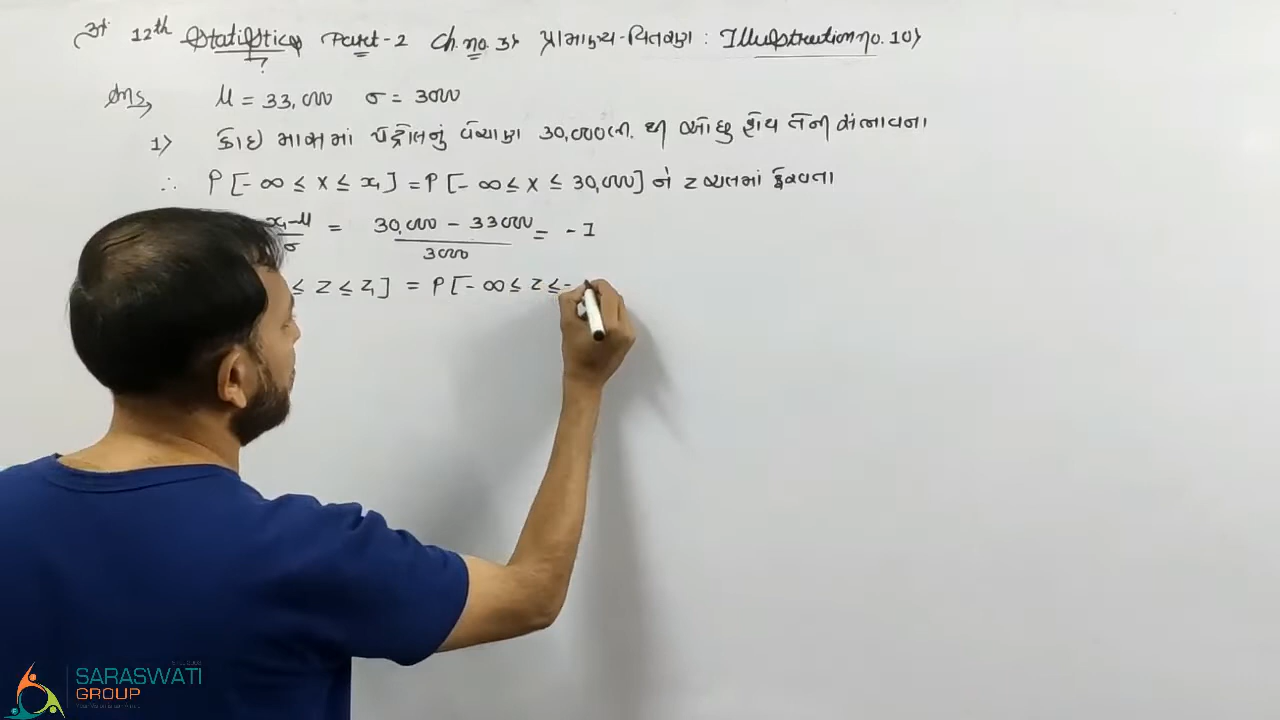 12th Statistics Part-2 Ch. no. 3) પ્રામાણ્ય-વિતરણ : Illustration no. 10)
Ans, μ = 33,000 σ = 3000
1) કોઇ માસમાં પેટ્રોલનું વેચાણ 30,000લી. થી ઓછુ હોય તેની સંભાવના
∴ P [- ∞ ≤ X ≤ x₁] = P [- ∞ ≤ X ≤ 30,000] ને Z ચલમાં ફેરવતા
x₁-μ / σ = 30,000 - 33000 / 3000 = - 1
≤ Z ≤ Z₁] = P [- ∞ ≤ Z ≤ -
SARASWATI
GROUP